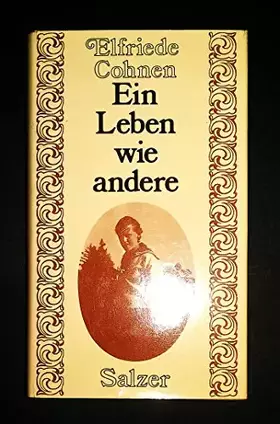 Elfriede
Cohnen
Ein
Leben
wie
andere
Salzer